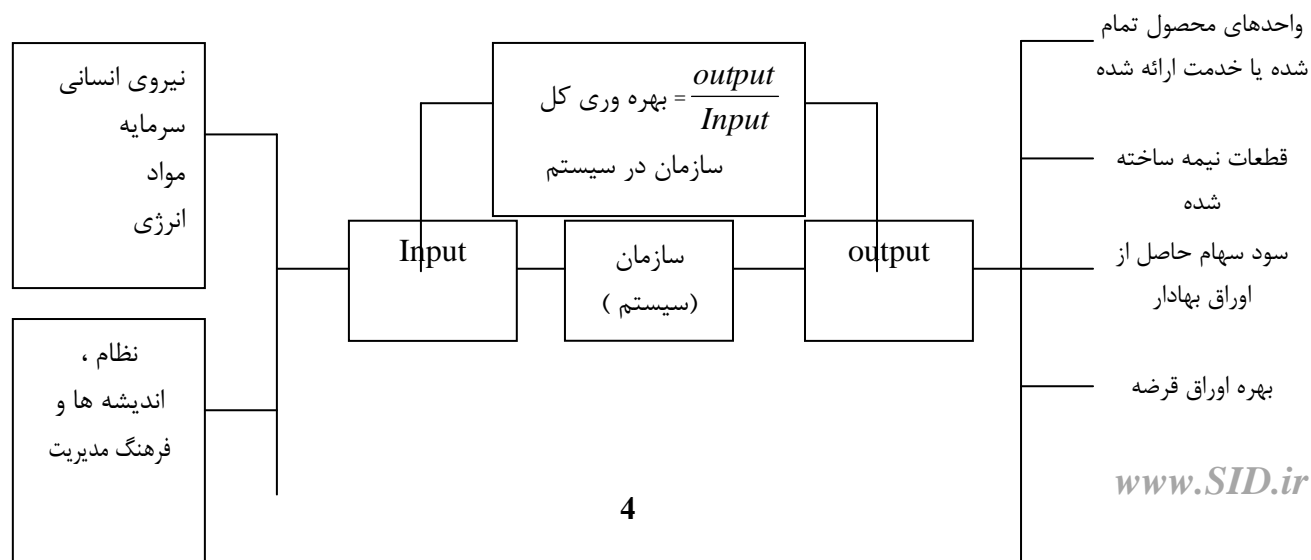 واحدهای محصول تمام
شده یا خدمت ارائه شده
قطعات نیمه ساخته
شده
سود سهام حاصل از
اوراق بهادار
بهره اوراق قرضه
بهره وری کل = output / Input
سازمان در سیستم
output
سازمان
(سیستم )
Input
نیروی انسانی
سرمایه
مواد
انرژی
نظام ،
اندیشه ها و
فرهنگ مدیریت
www.SID.ir
4